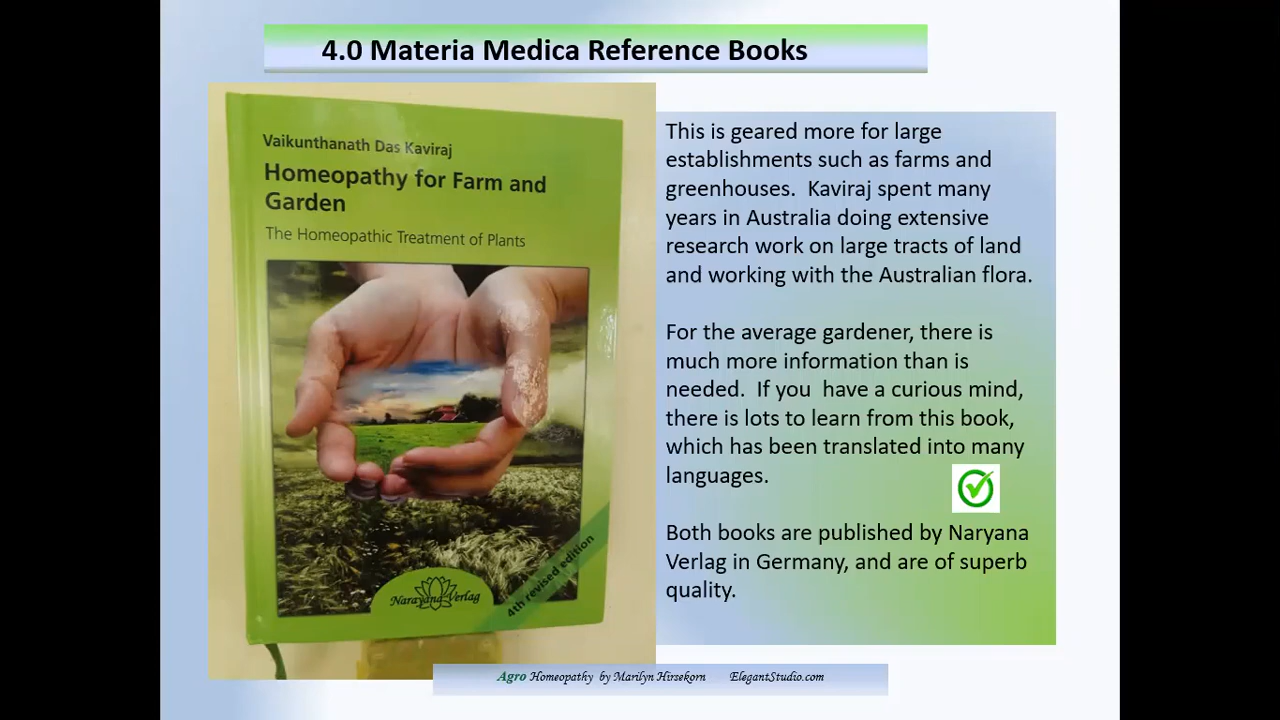 4.0 Materia Medica Reference Books
Vaikunthanath Das Kaviraj
Homeopathy for Farm and
Garden
The Homeopathic Treatment of Plants
Narayana Verlag
4th revised edition
This is geared more for large
establishments such as farms and
greenhouses.  Kaviraj spent many
years in Australia doing extensive
research work on large tracts of land
and working with the Australian flora.
For the average gardener, there is
much more information than is
needed.  If you  have a curious mind,
there is lots to learn from this book,
which has been translated into many
languages.
Both books are published by Naryana
Verlag in Germany, and are of superb
quality.
Agro Homeopathy  by Marilyn Hirsekorn  ElegantStudio.com